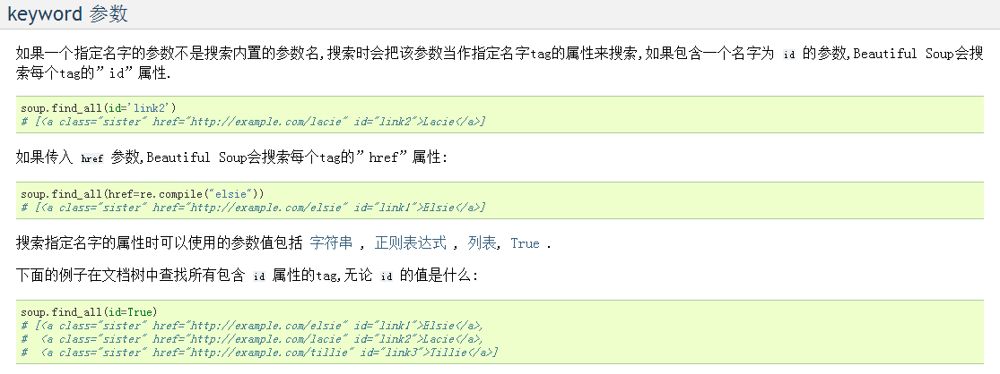 keyword 参数
如果一个指定名字的参数不是搜索内置的参数名,搜索时会把该参数当作指定名字tag的属性来搜索,如果包含一个名字为 id 的参数,Beautiful Soup会搜
索每个tag的”id”属性.
soup.find_all(id='link2')
# [<a class="sister" href="http://example.com/lacie" id="link2">Lacie</a>]
如果传入 href 参数,Beautiful Soup会搜索每个tag的”href”属性:
soup.find_all(href=re.compile("elsie"))
# [<a class="sister" href="http://example.com/elsie" id="link1">Elsie</a>]
搜索指定名字的属性时可以使用的参数值包括 字符串 , 正则表达式 , 列表, True .
下面的例子在文档树中查找所有包含 id 属性的tag,无论 id 的值是什么:
soup.find_all(id=True)
# [<a class="sister" href="http://example.com/elsie" id="link1">Elsie</a>,
#  <a class="sister" href="http://example.com/lacie" id="link2">Lacie</a>,
#  <a class="sister" href="http://example.com/tillie" id="link3">Tillie</a>]